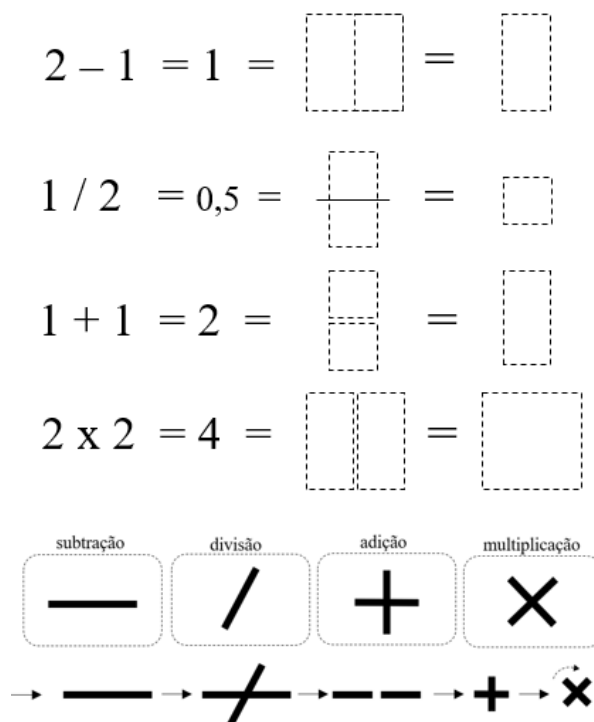 2 – 1 = 1 = =
1 / 2 = 0,5 = =
1 + 1 = 2 = =
2 x 2 = 4 = =
subtração divisão adição multiplicação